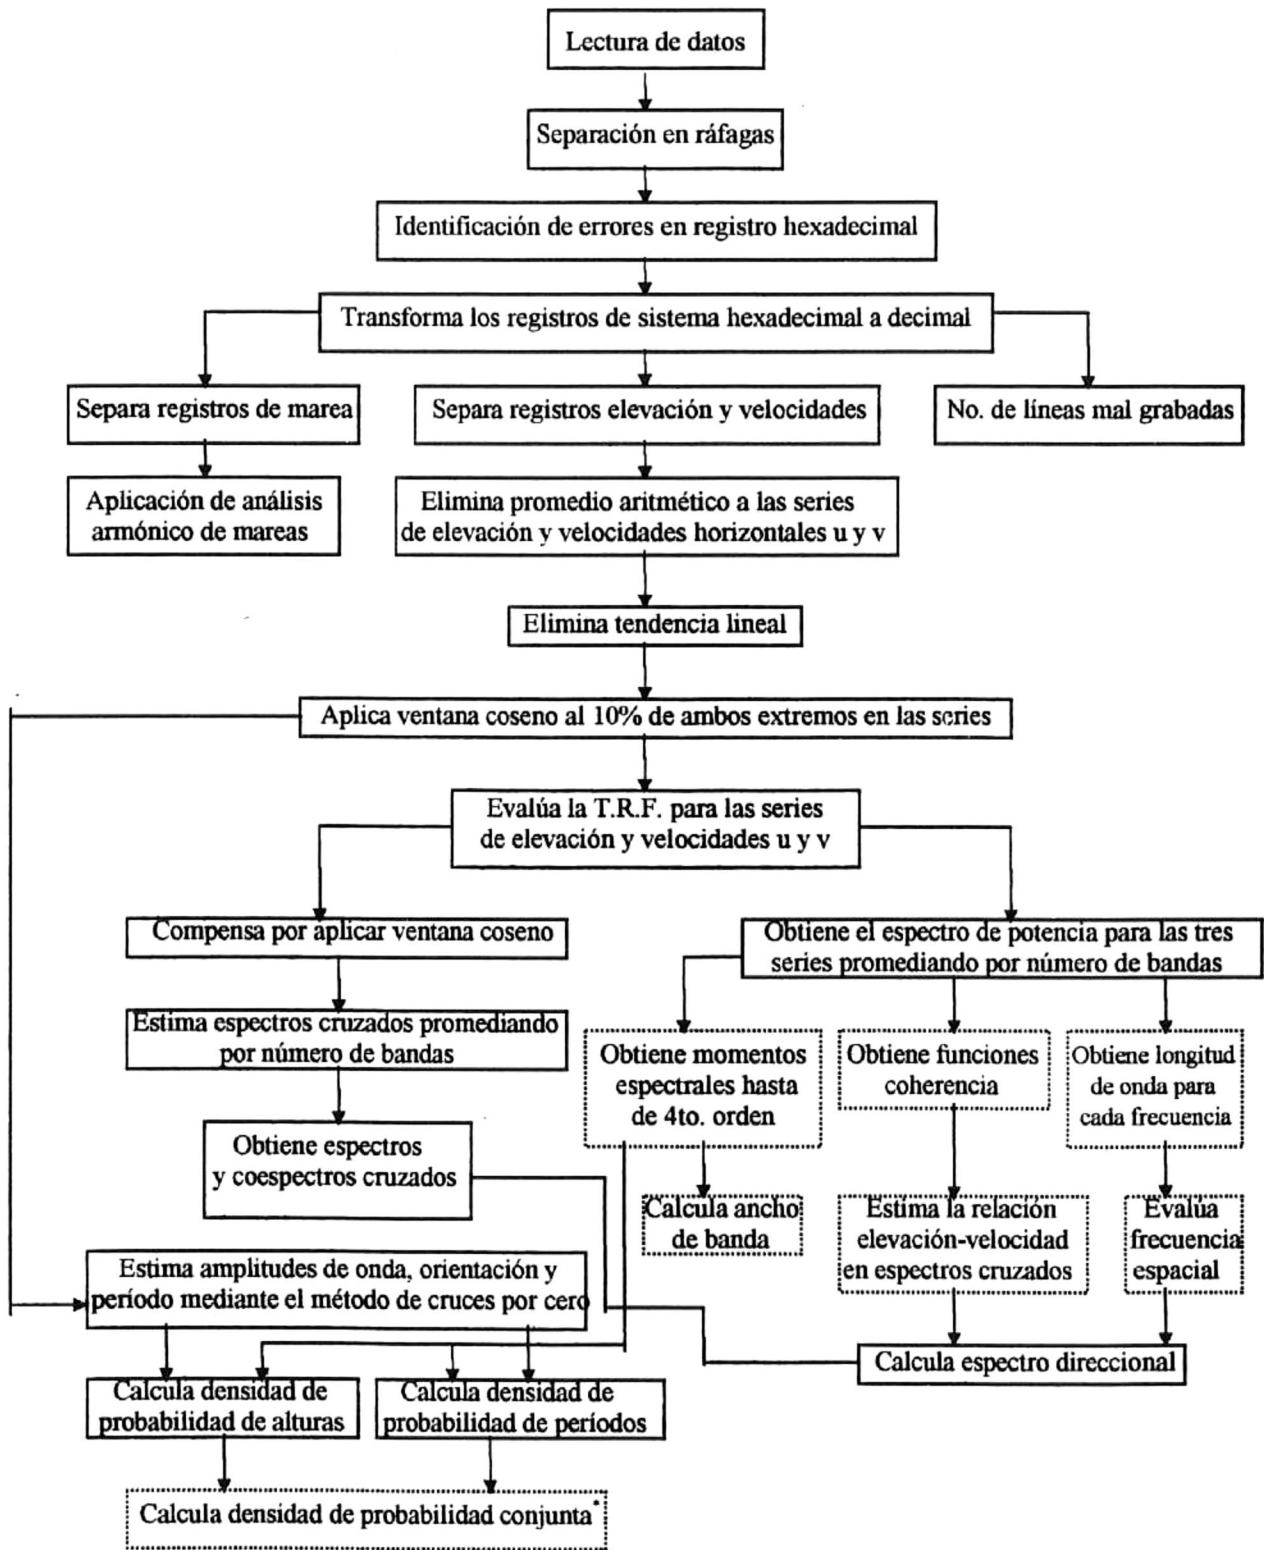 Lectura de datos
Separación en ráfagas
Identificación de errores en registro hexadecimal
Transforma los registros de sistema hexadecimal a decimal
Separa registros de marea
Separa registros elevación y velocidades
No. de líneas mal grabadas
Aplicación de análisis
armónico de mareas
Elimina promedio aritmético a las series
de elevación y velocidades horizontales u y v
Elimina tendencia lineal
Aplica ventana coseno al 10% de ambos extremos en las series
Evalúa la T.R.F. para las series
de elevación y velocidades u y v
Compensa por aplicar ventana coseno
Obtiene el espectro de potencia para las tres
series promediando por número de bandas
Estima espectros cruzados promediando
por número de bandas
Obtiene momentos
espectrales hasta
de 4to. orden
Obtiene funciones
coherencia
Obtiene longitud
de onda para
cada frecuencia
Obtiene espectros
y coespectros cruzados
Calcula ancho
de banda
Estima la relación
elevación-velocidad
en espectros cruzados
Evalúa
frecuencia
espacial
Estima amplitudes de onda, orientación y
período mediante el método de cruces por cero
Calcula espectro direccional
Calcula densidad de
probabilidad de alturas
Calcula densidad de
probabilidad de períodos
Calcula densidad de probabilidad conjunta*